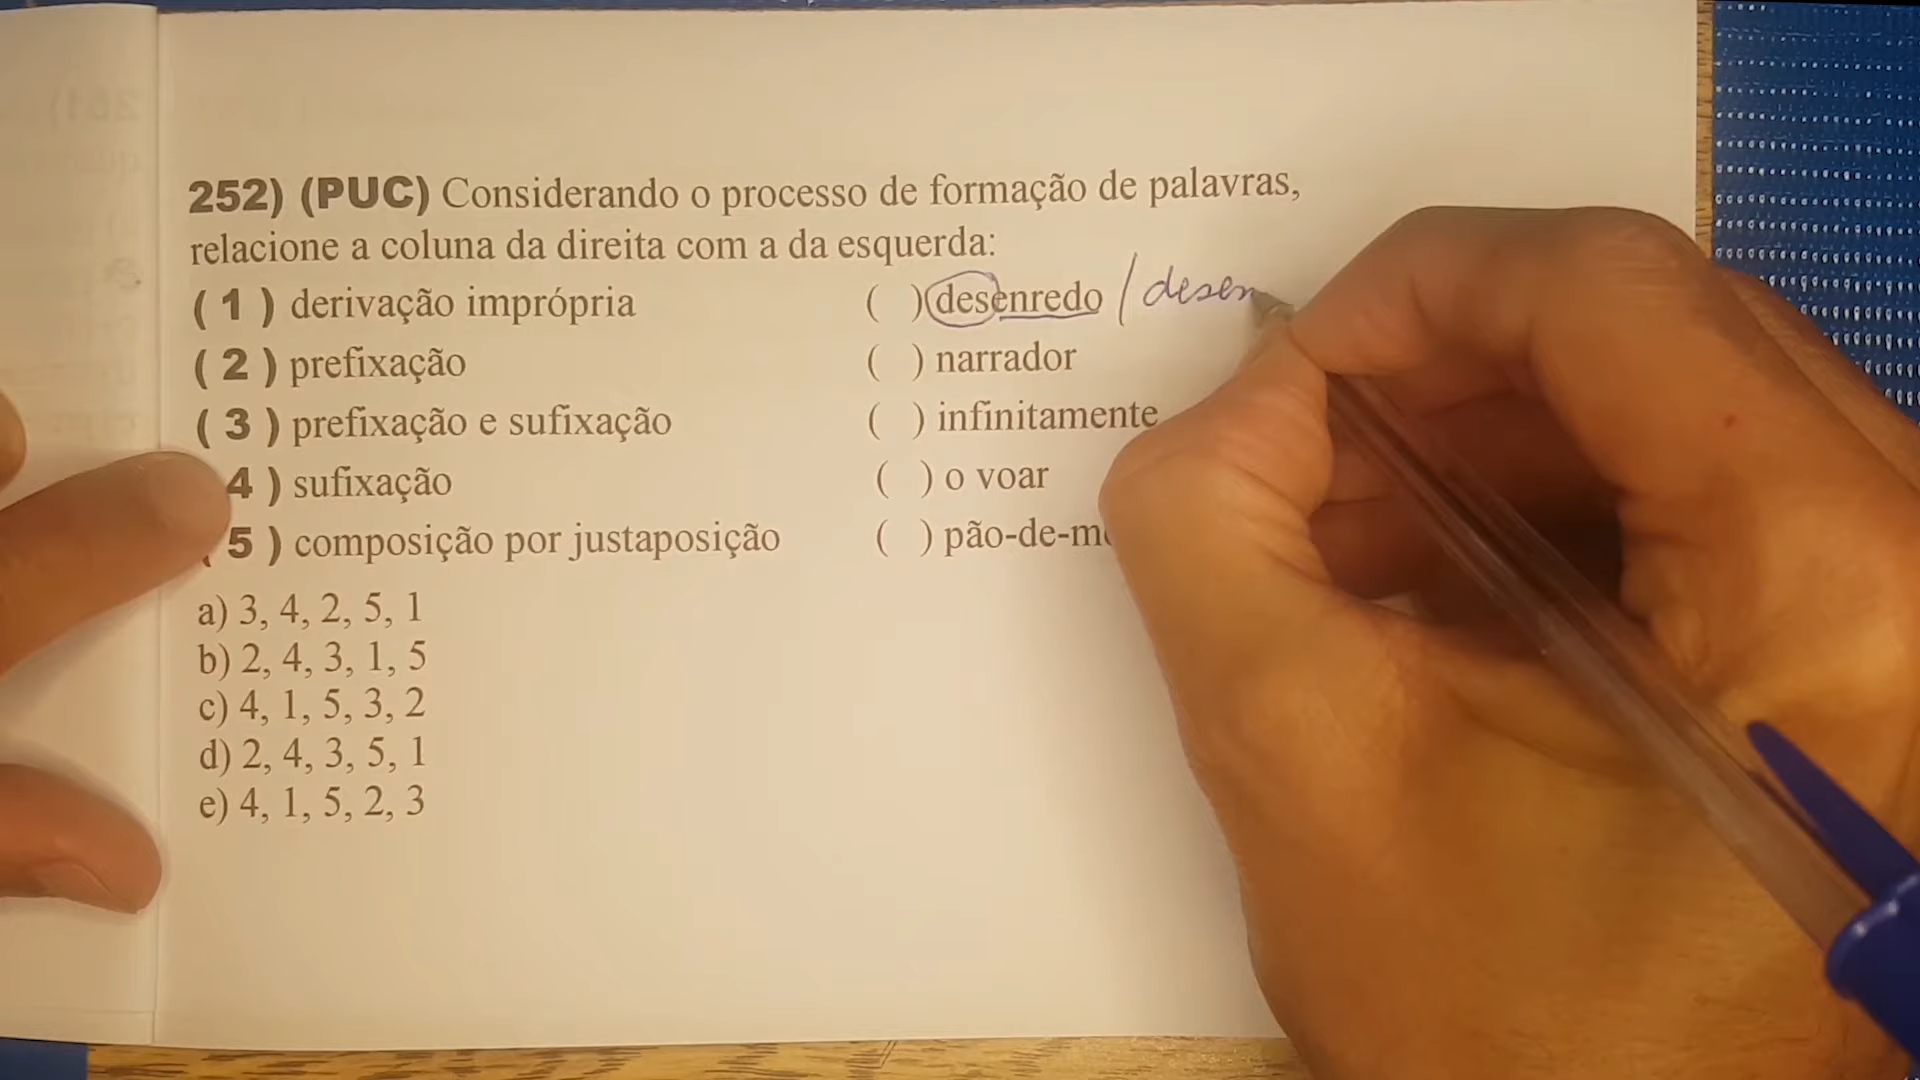 252) (PUC) Considerando o processo de formação de palavras,
relacione a coluna da direita com a da esquerda:
( 1 ) derivação imprópria ( ) desenredo / desen
( 2 ) prefixação ( ) narrador
( 3 ) prefixação e sufixação ( ) infinitamente
4 ) sufixação ( ) o voar
( 5 ) composição por justaposição ( ) pão-de-m
a) 3, 4, 2, 5, 1
b) 2, 4, 3, 1, 5
c) 4, 1, 5, 3, 2
d) 2, 4, 3, 5, 1
e) 4, 1, 5, 2, 3